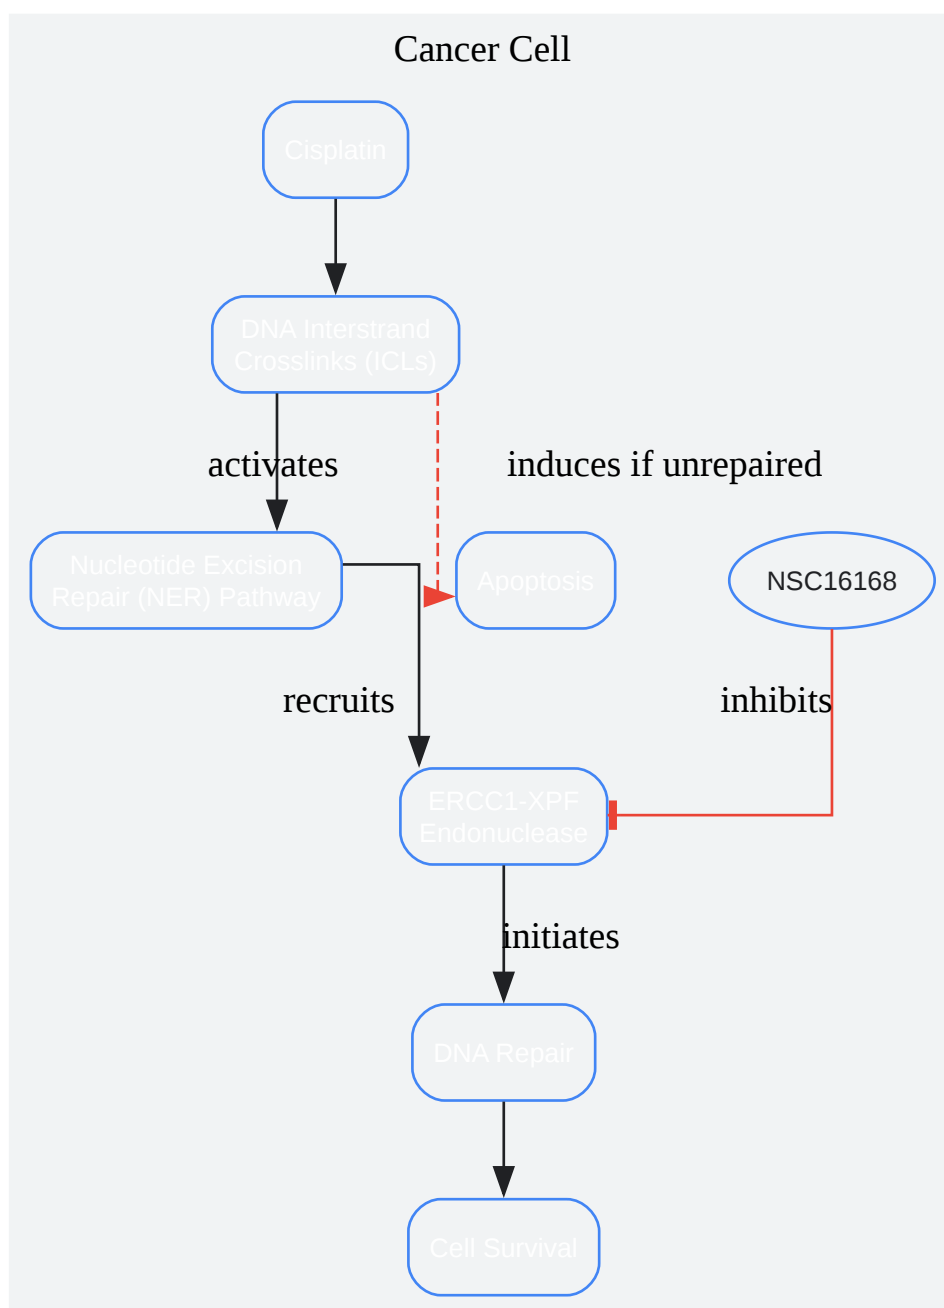 Cancer Cell
Cisplatin
DNA Interstrand
Crosslinks (ICLs)
activates
induces if unrepaired
Nucleotide Excision
Repair (NER) Pathway
Apoptosis
NSC16168
recruits
inhibits
ERCC1-XPF
Endonuclease
initiates
DNA Repair
Cell Survival